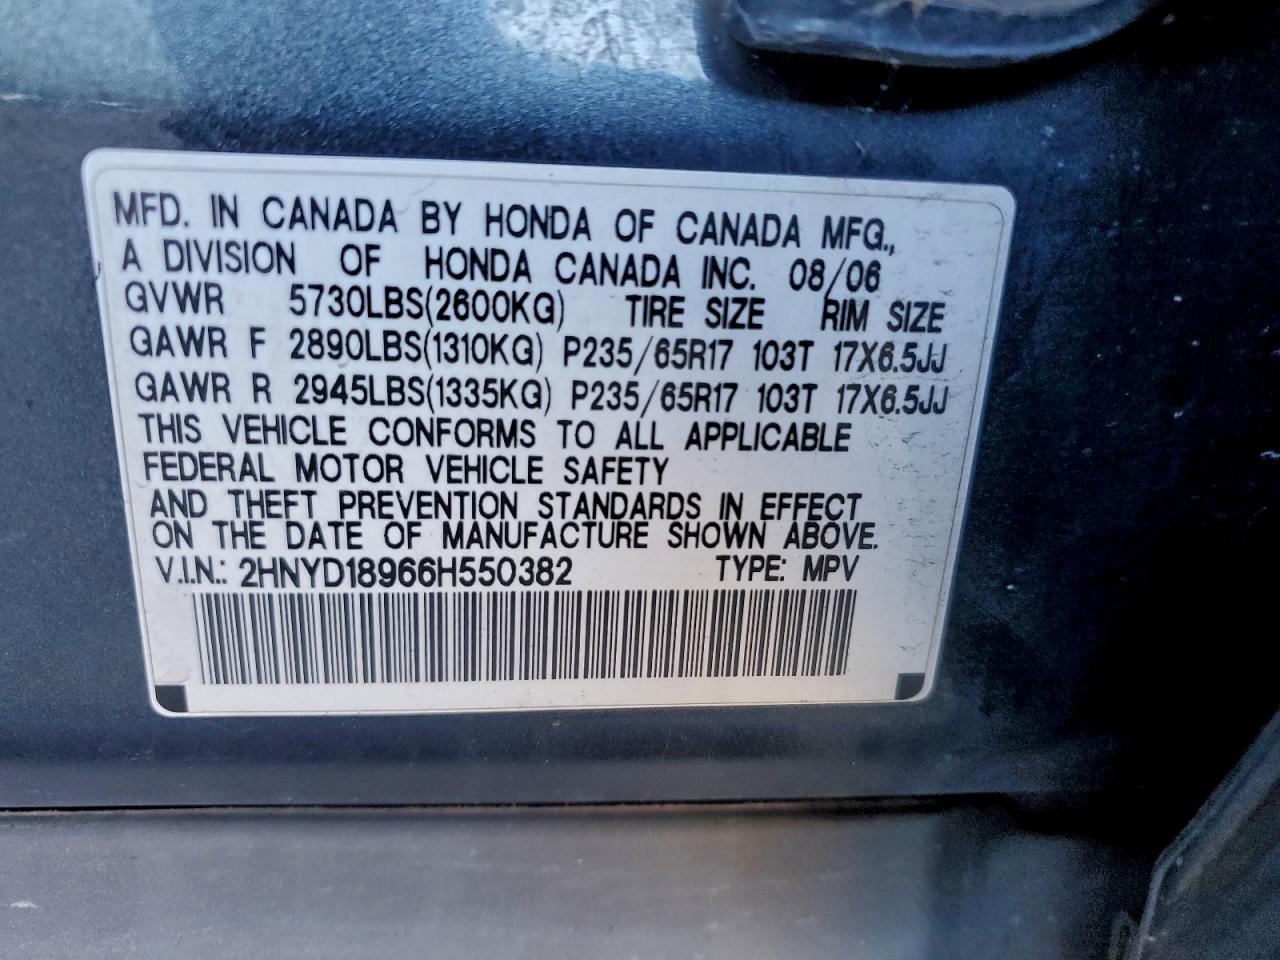 MFD. IN CANADA BY HONDA OF CANADA MFG.,
A DIVISION OF HONDA CANADA INC. 08/06
GVWR 5730LBS(2600KG) TIRE SIZE RIM SIZE
GAWR F 2890LBS(1310KG) P235/65R17 103T 17X6.5JJ
GAWR R 2945LBS(1335KG) P235/65R17 103T 17X6.5JJ
THIS VEHICLE CONFORMS TO ALL APPLICABLE
FEDERAL MOTOR VEHICLE SAFETY
AND THEFT PREVENTION STANDARDS IN EFFECT
ON THE DATE OF MANUFACTURE SHOWN ABOVE.
V.I.N.: 2HNYD18966H550382 TYPE: MPV